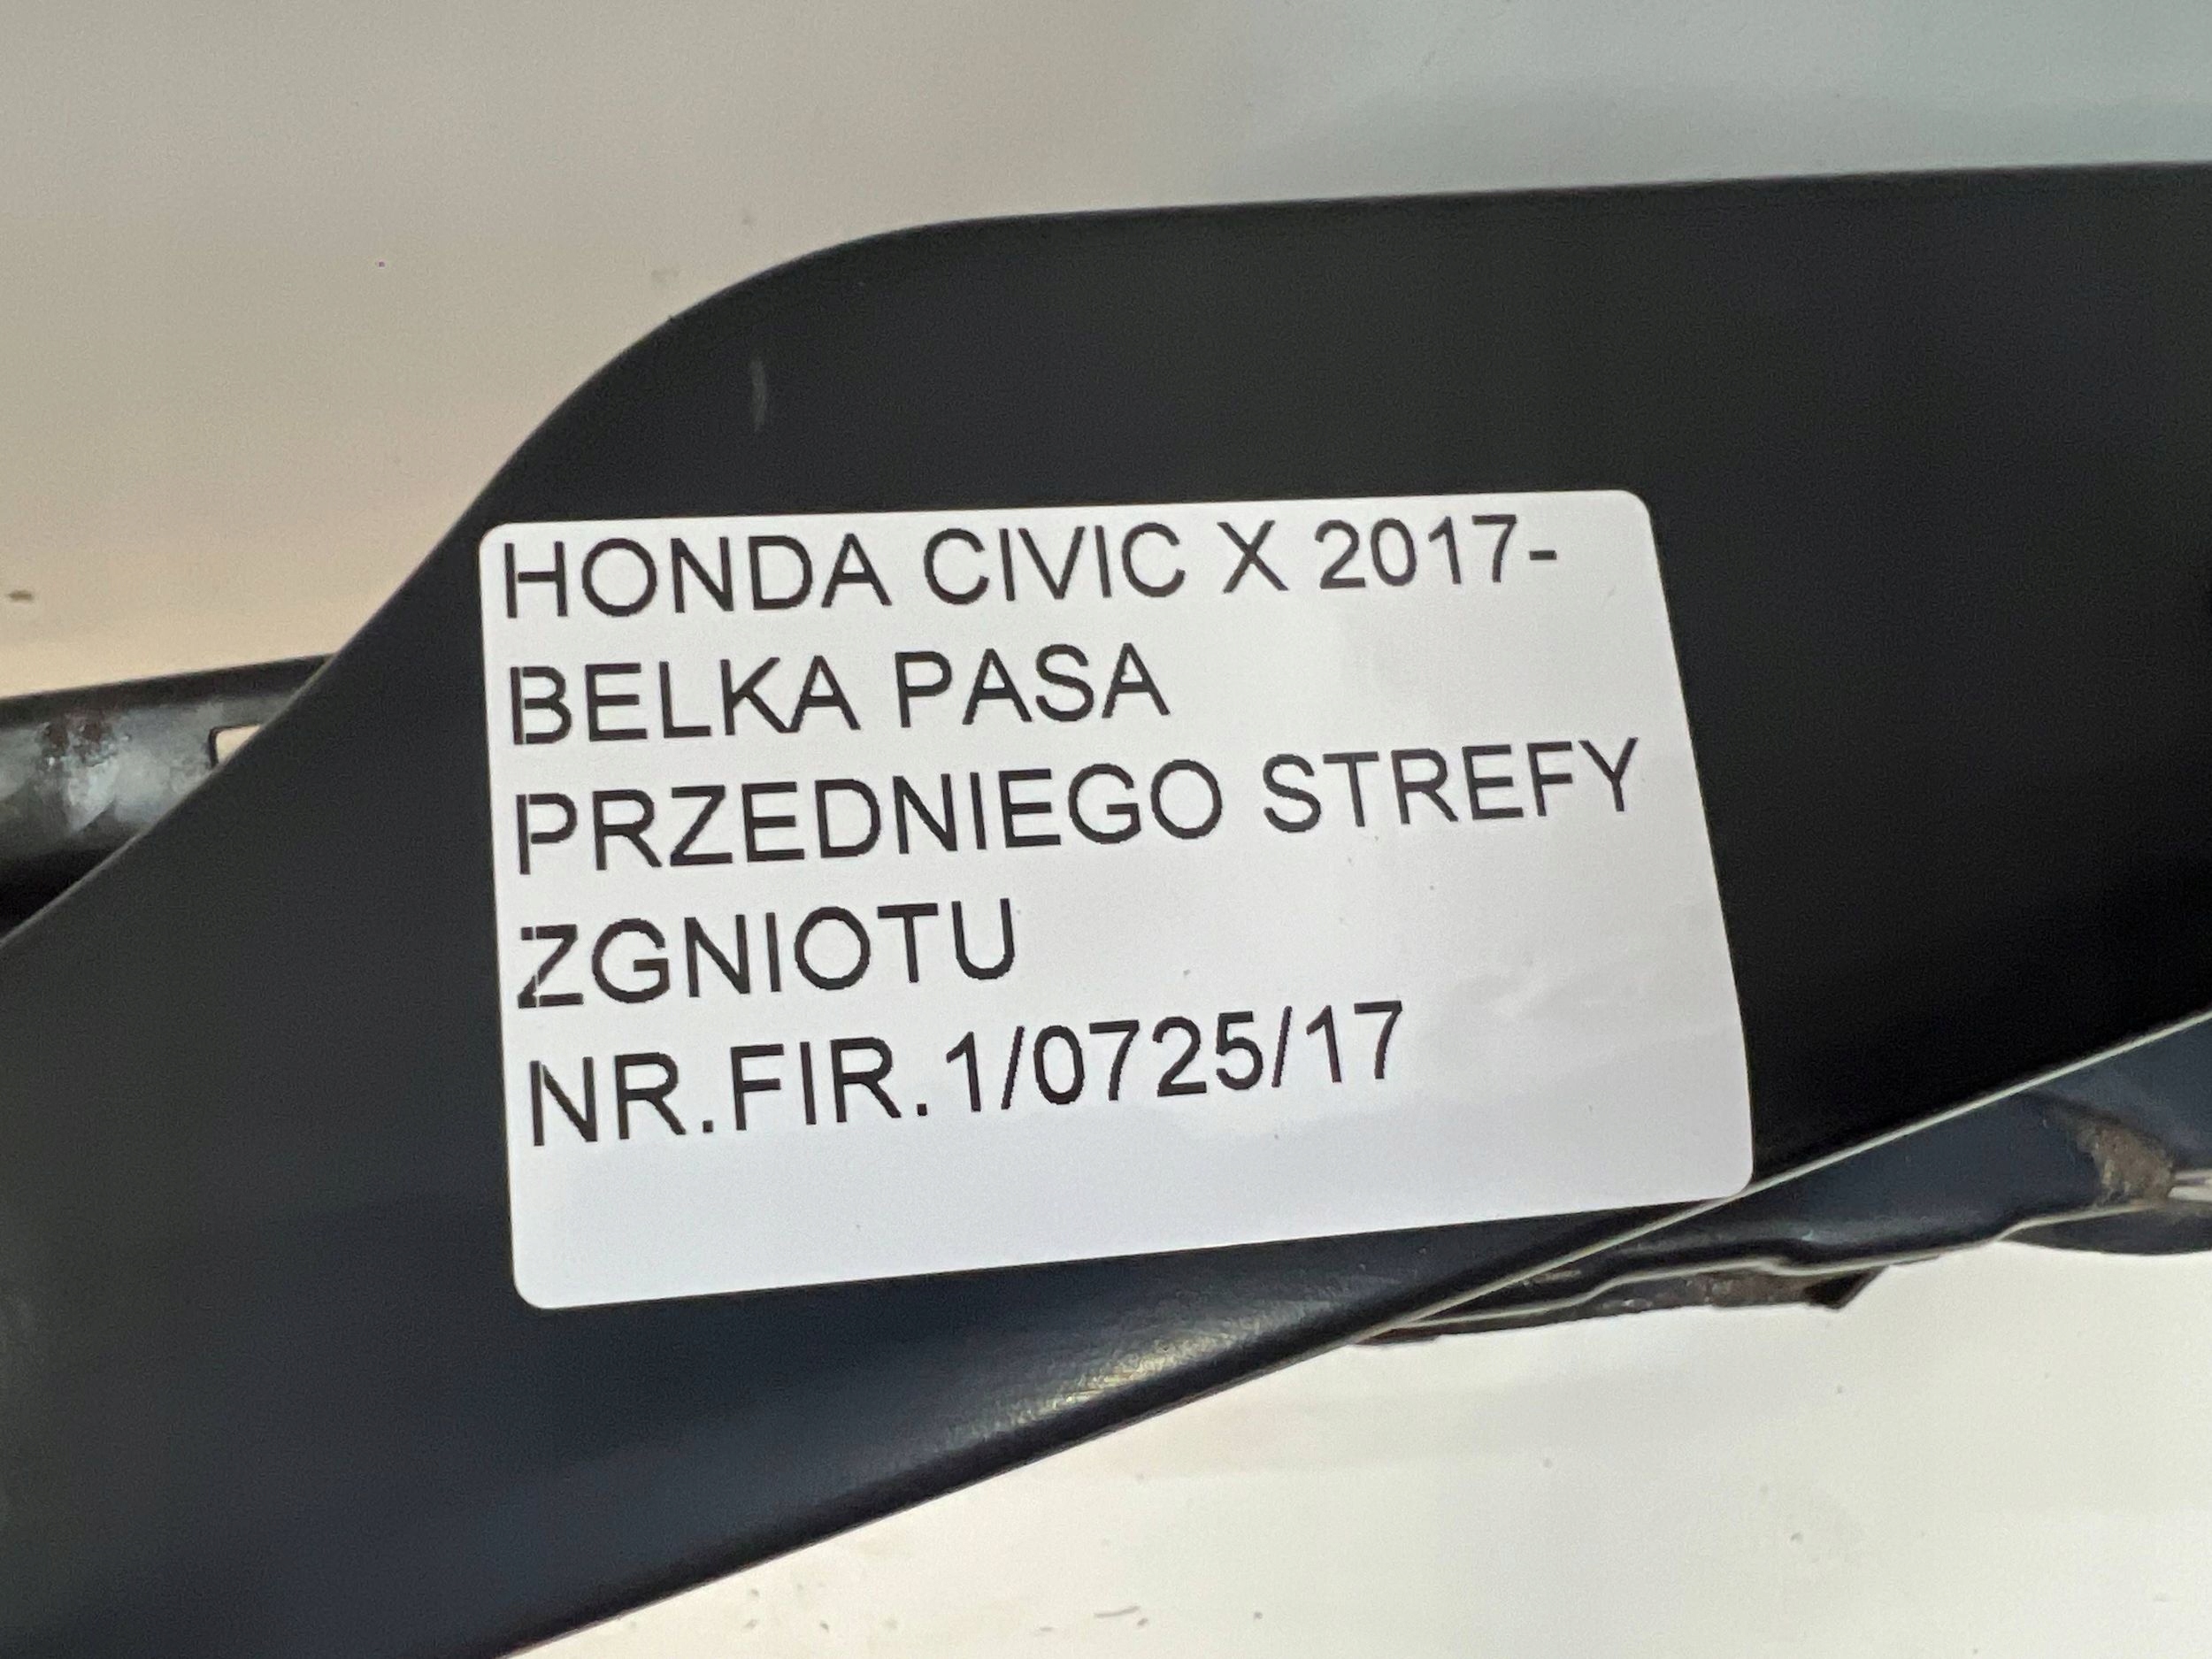 HONDA CIVIC X 2017-
BELKA PASA
PRZEDNIEGO STREFY
ZGNIOTU
NR.FIR.1/0725/17